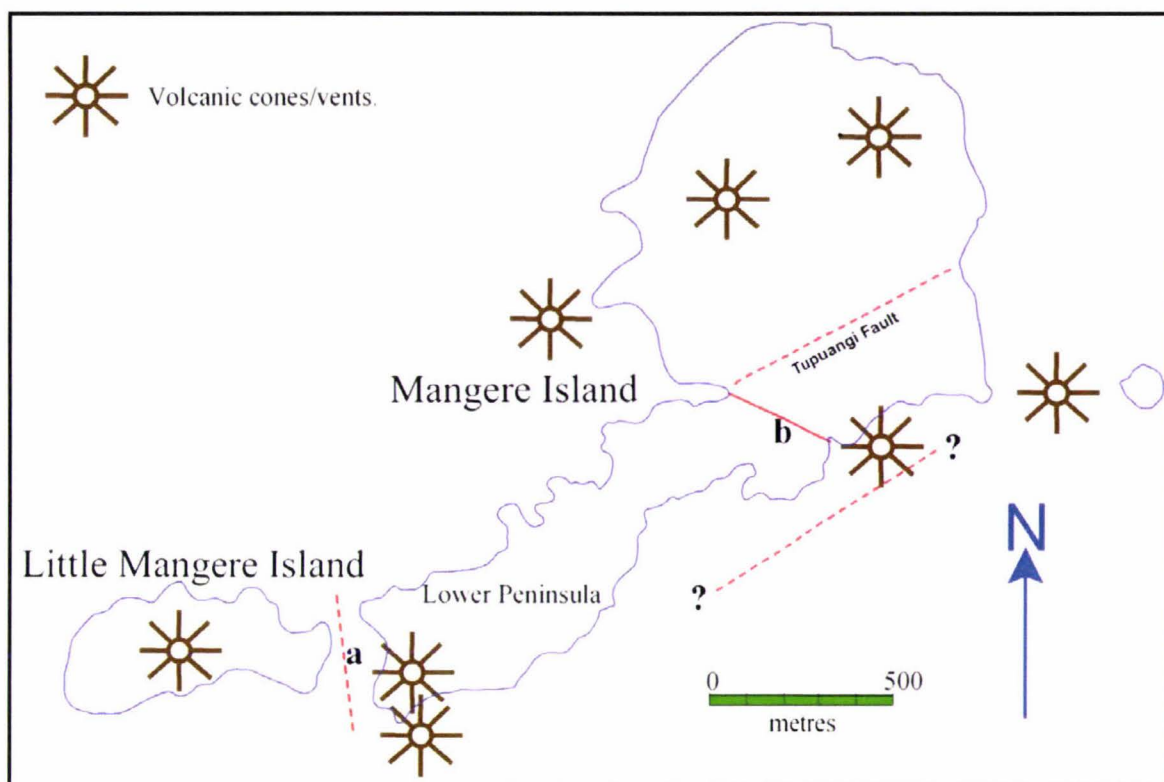 Volcanic cones/vents.
Tupuangi Fault
Mangere Island
b
?
N
Little Mangere Island
Lower Peninsula
?
a
0 500
metres